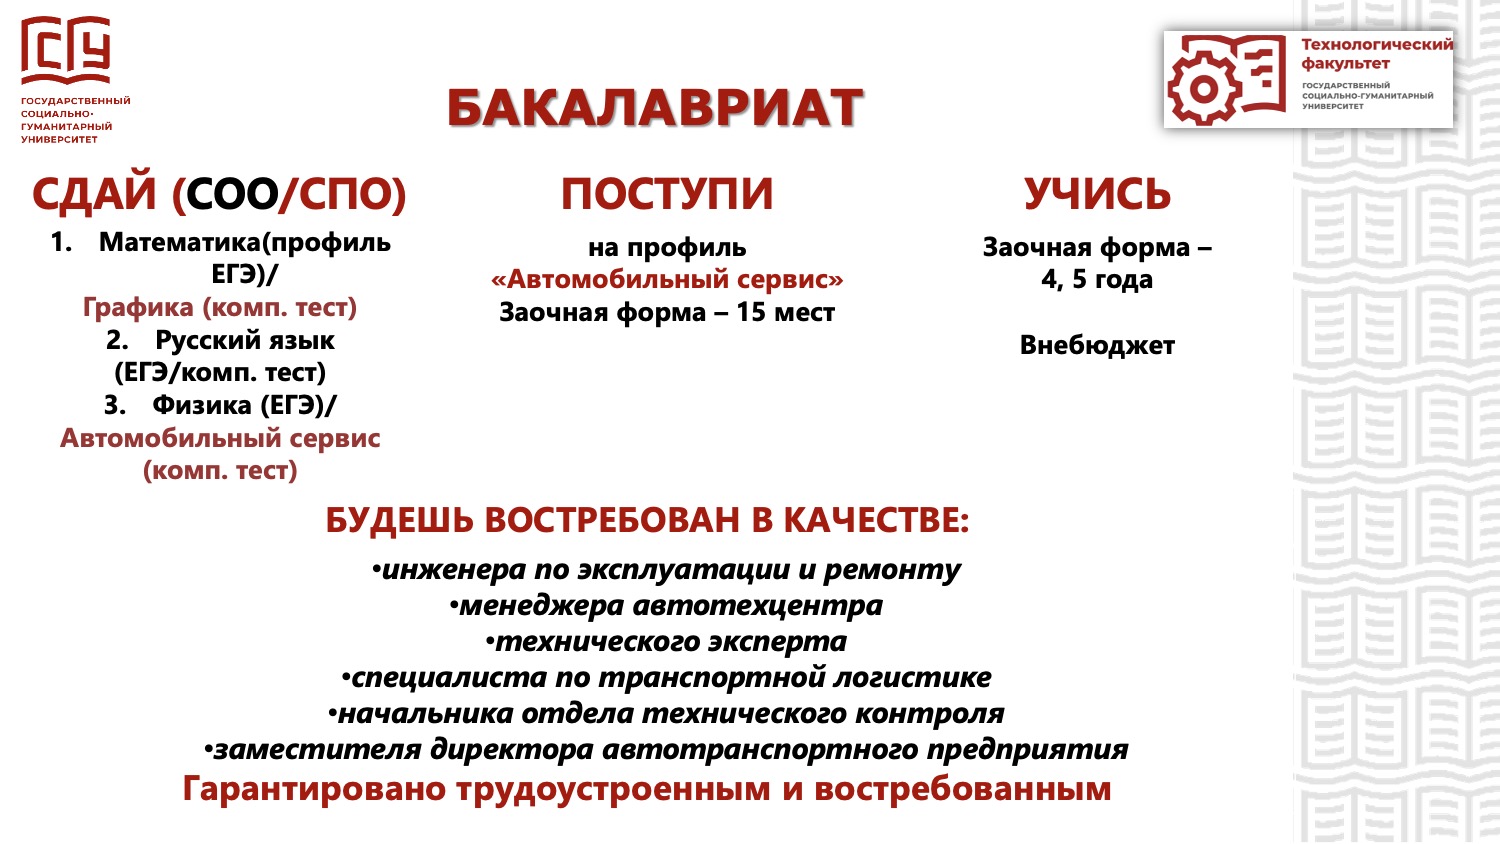 ГСГУ
ГОСУДАРСТВЕННЫЙ
СОЦИАЛЬНО-
ГУМАНИТАРНЫЙ
УНИВЕРСИТЕТ
Технологический
факультет
ГОСУДАРСТВЕННЫЙ
СОЦИАЛЬНО-ГУМАНИТАРНЫЙ
УНИВЕРСИТЕТ
БАКАЛАВРИАТ
СДАЙ (СОО/СПО)
1. Математика(профиль
ЕГЭ)/
Графика (комп. тест)
2. Русский язык
(ЕГЭ/комп. тест)
3. Физика (ЕГЭ)/
Автомобильный сервис
(комп. тест)
ПОСТУПИ
на профиль
«Автомобильный сервис»
Заочная форма – 15 мест
УЧИСЬ
Заочная форма –
4, 5 года
Внебюджет
БУДЕШЬ ВОСТРЕБОВАН В КАЧЕСТВЕ:
•инженера по эксплуатации и ремонту
•менеджера автотехцентра
•технического эксперта
•специалиста по транспортной логистике
•начальника отдела технического контроля
•заместителя директора автотранспортного предприятия
Гарантировано трудоустроенным и востребованным